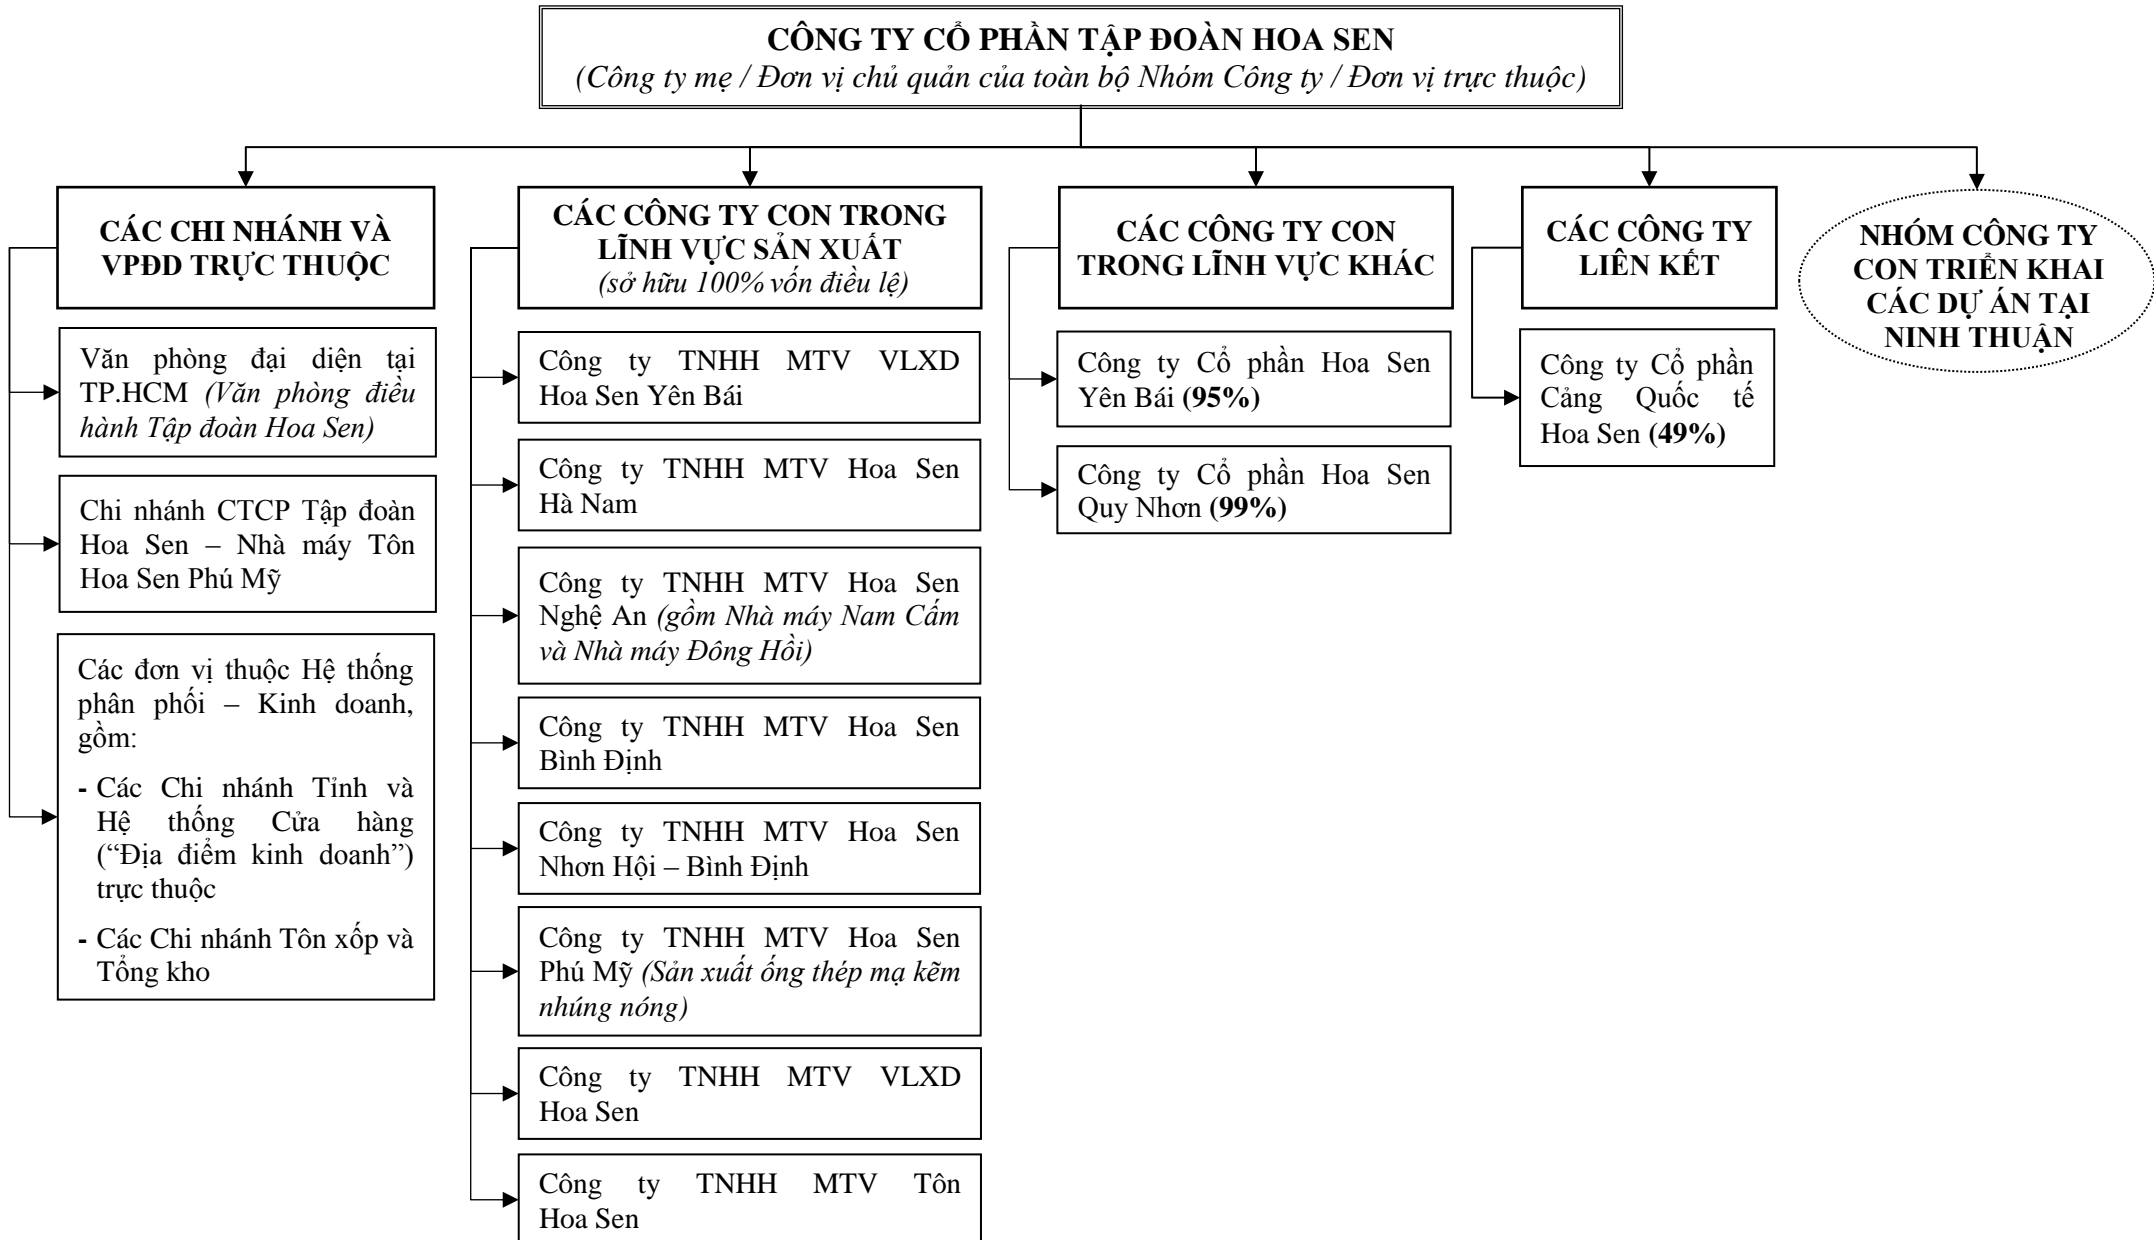 CÔNG TY CỔ PHẦN TẬP ĐOÀN HOA SEN
(Công ty mẹ / Đơn vị chủ quản của toàn bộ Nhóm Công ty / Đơn vị trực thuộc)
CÁC CHI NHÁNH VÀ
VPĐD TRỰC THUỘC
Văn phòng đại diện tại
TP.HCM (Văn phòng điều
hành Tập đoàn Hoa Sen)
Chi nhánh CTCP Tập đoàn
Hoa Sen – Nhà máy Tôn
Hoa Sen Phú Mỹ
Các đơn vị thuộc Hệ thống
phân phối – Kinh doanh,
gồm:
- Các Chi nhánh Tỉnh và
Hệ thống Cửa hàng
(“Địa điểm kinh doanh”)
trực thuộc
- Các Chi nhánh Tôn xốp và
Tổng kho
CÁC CÔNG TY CON TRONG
LĨNH VỰC SẢN XUẤT
(sở hữu 100% vốn điều lệ)
Công ty TNHH MTV VLXD
Hoa Sen Yên Bái
Công ty TNHH MTV Hoa Sen
Hà Nam
Công ty TNHH MTV Hoa Sen
Nghệ An (gồm Nhà máy Nam Cấm
và Nhà máy Đông Hồi)
Công ty TNHH MTV Hoa Sen
Bình Định
Công ty TNHH MTV Hoa Sen
Nhơn Hội – Bình Định
Công ty TNHH MTV Hoa Sen
Phú Mỹ (Sản xuất ống thép mạ kẽm
nhúng nóng)
Công ty TNHH MTV VLXD
Hoa Sen
Công ty TNHH MTV Tôn
Hoa Sen
CÁC CÔNG TY CON
TRONG LĨNH VỰC KHÁC
Công ty Cổ phần Hoa Sen
Yên Bái (95%)
Công ty Cổ phần Hoa Sen
Quy Nhơn (99%)
CÁC CÔNG TY
LIÊN KẾT
Công ty Cổ phần
Cảng Quốc tế
Hoa Sen (49%)
NHÓM CÔNG TY
CON TRIỂN KHAI
CÁC DỰ ÁN TẠI
NINH THUẬN